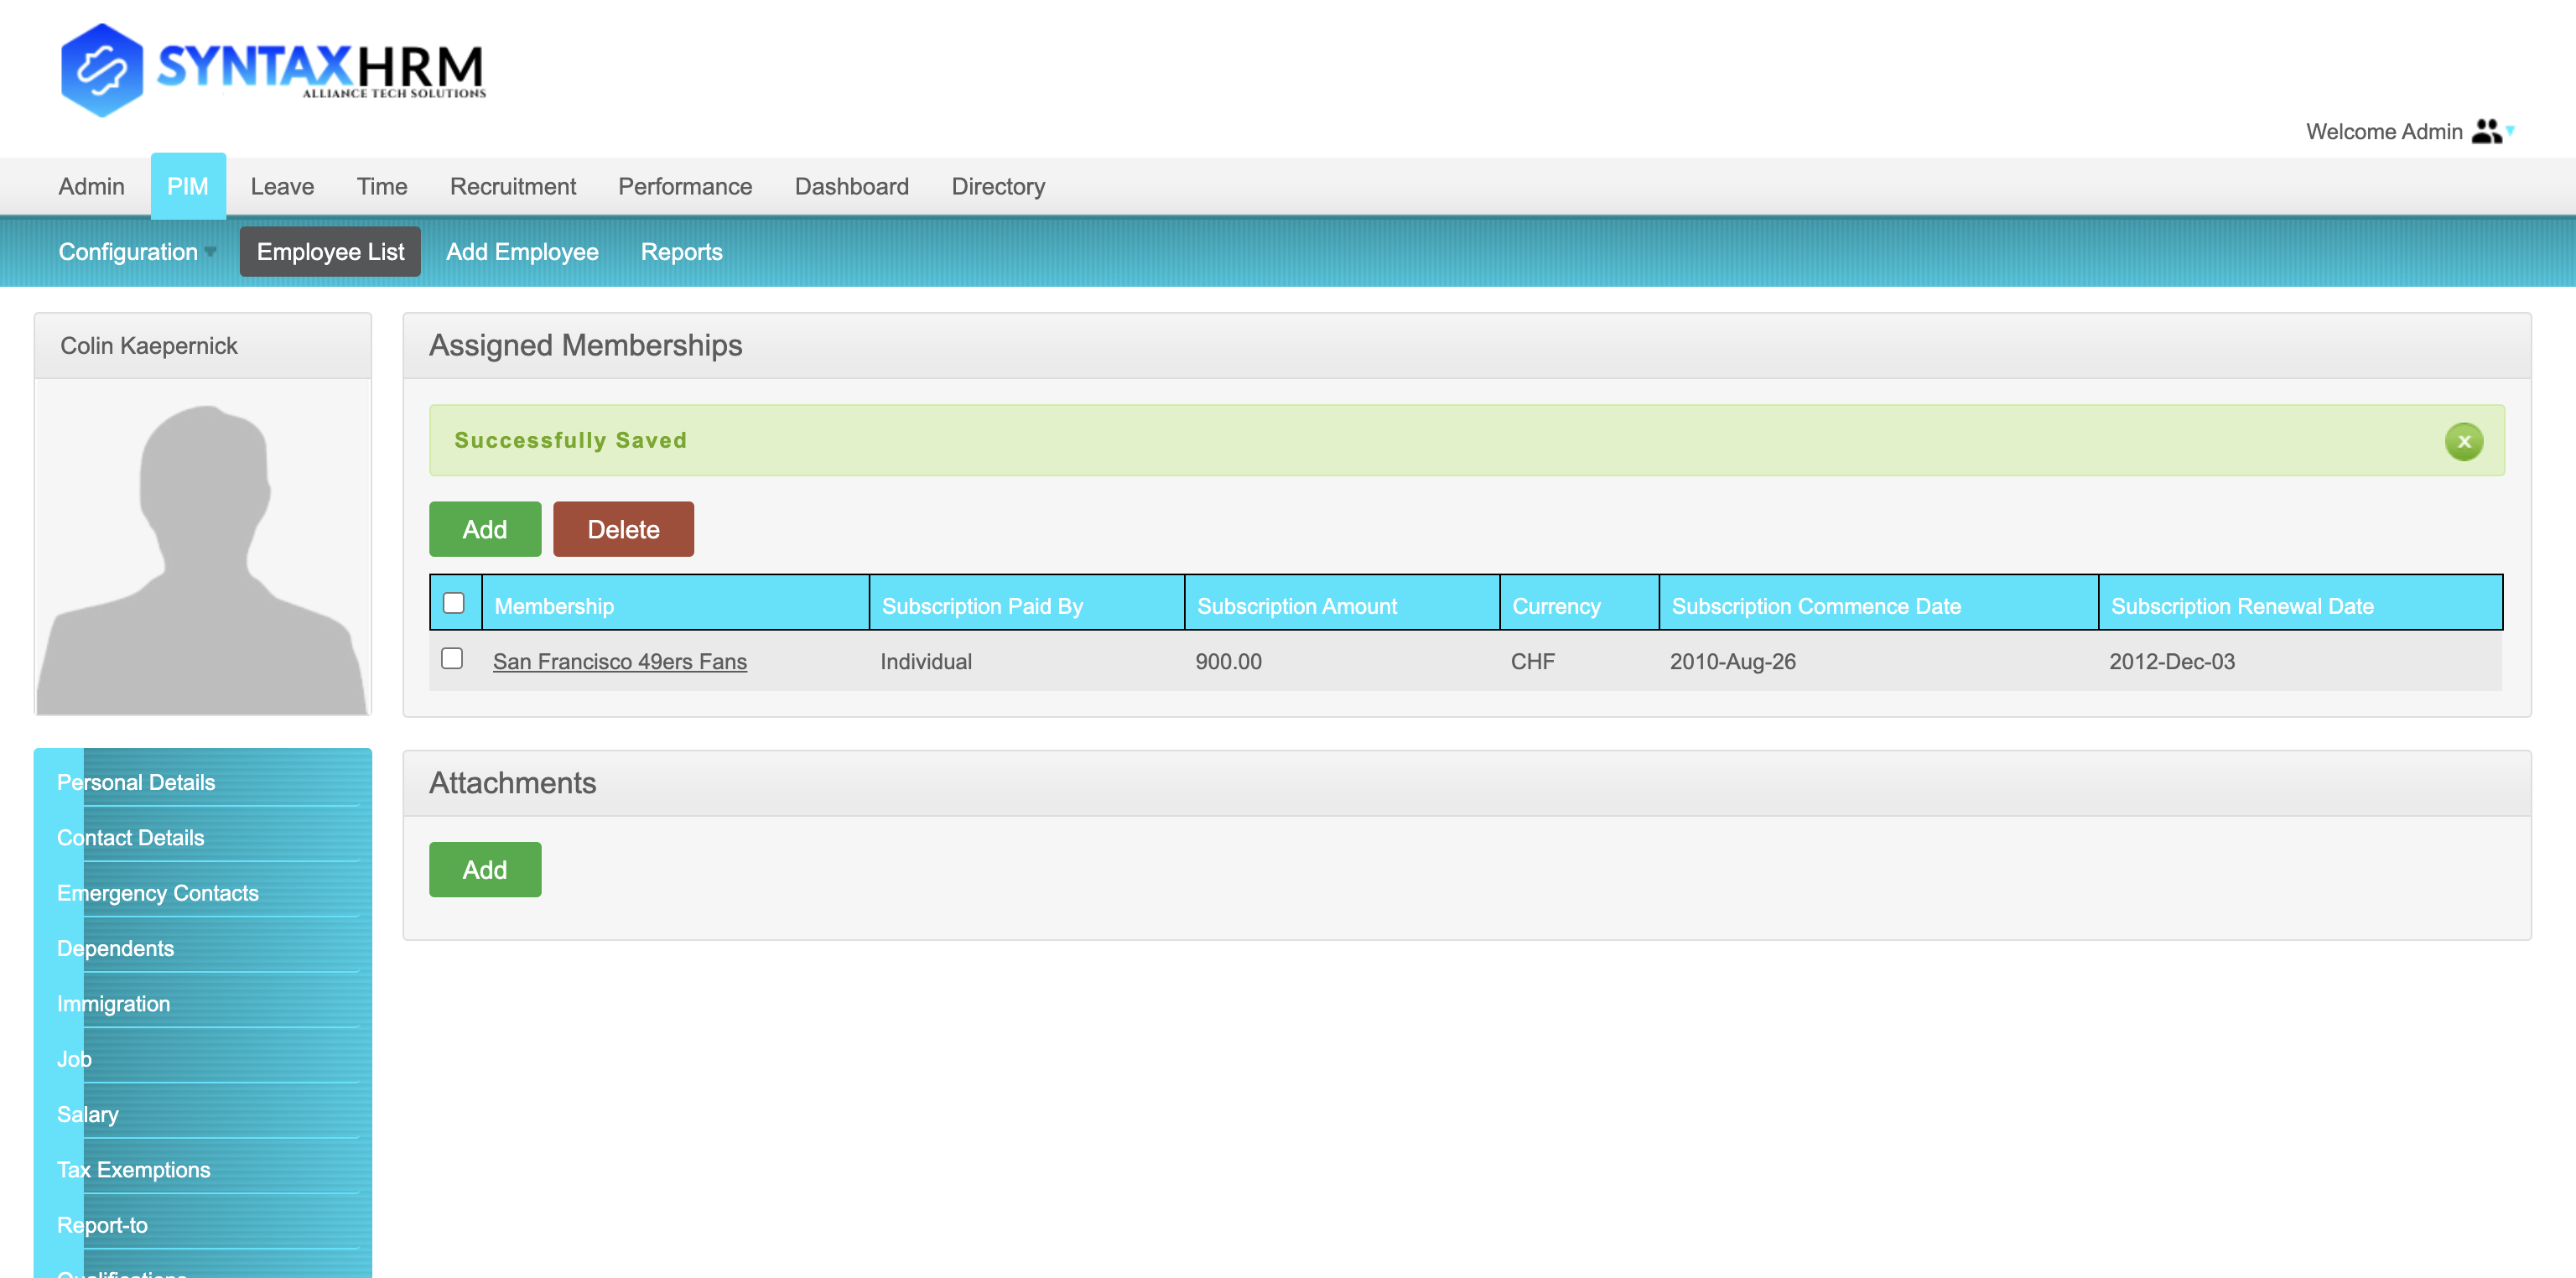 SYNTAXHRM
ALLIANCE TECH SOLUTIONS
Welcome Admin
Admin PIM Leave Time Recruitment Performance Dashboard Directory
Configuration Employee List Add Employee Reports
Colin Kaepernick
Assigned Memberships
Successfully Saved
x
Add Delete
Membership Subscription Paid By Subscription Amount Currency Subscription Commence Date Subscription Renewal Date
San Francisco 49ers Fans Individual 900.00 CHF 2010-Aug-26 2012-Dec-03
Personal Details
Contact Details
Emergency Contacts
Dependents
Immigration
Job
Salary
Tax Exemptions
Report-to
Qualifications
Attachments
Add